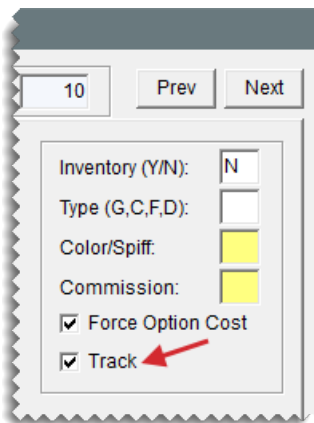 10 Prev Next
Inventory (Y/N): N
Type (G,C,F,D):
Color/Spiff:
Commission:
Force Option Cost
Track